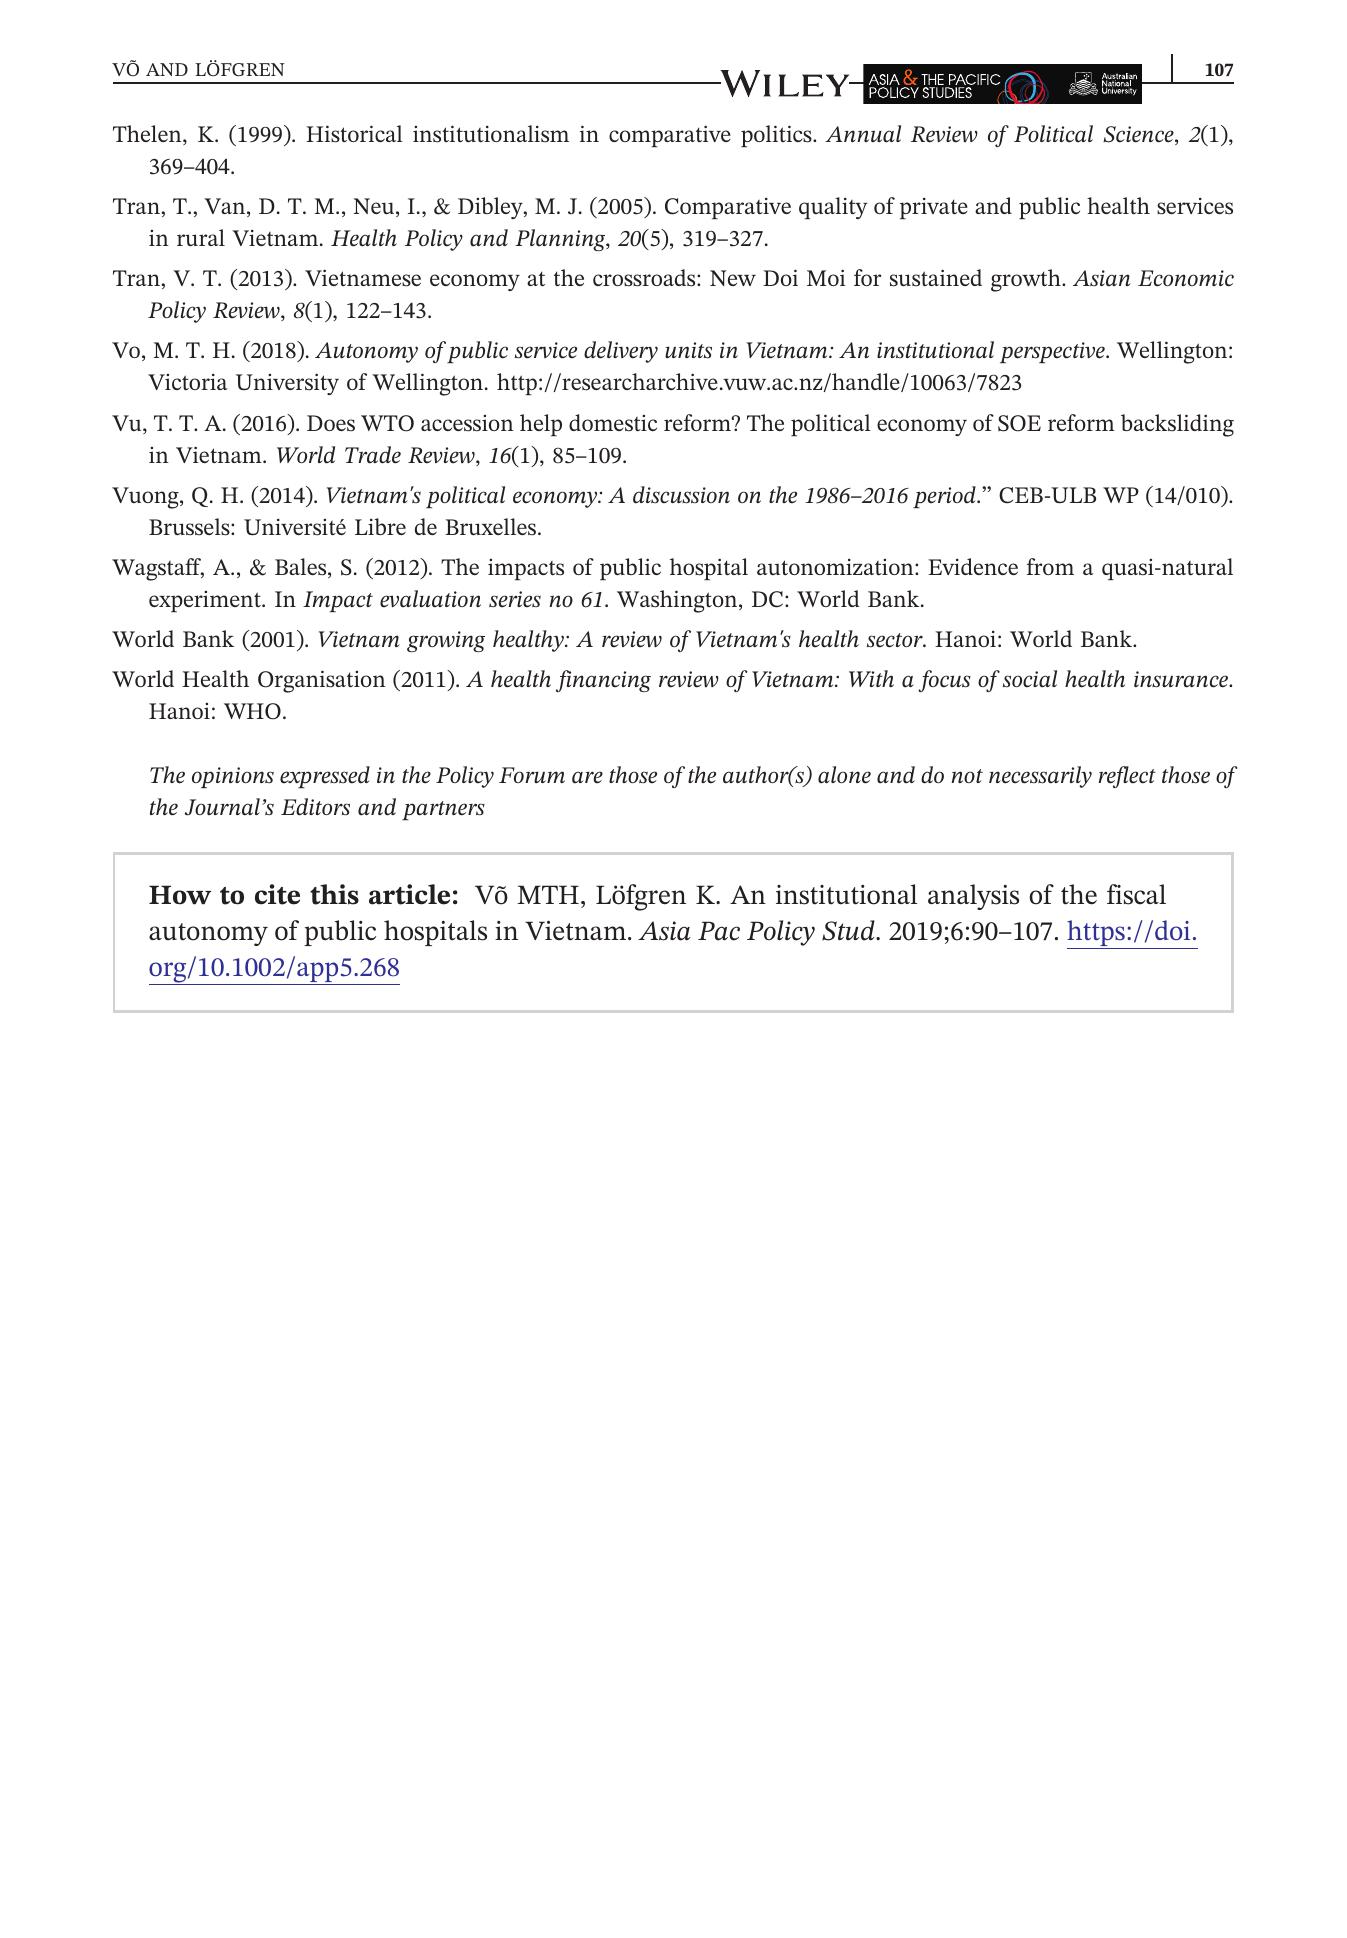 VÕ AND LÖFGREN
WILEY
ASIA & THE PACIFIC
POLICY STUDIES
Australian
National
University
107
Thelen, K. (1999). Historical institutionalism in comparative politics. Annual Review of Political Science, 2(1),
369–404.
Tran, T., Van, D. T. M., Neu, I., & Dibley, M. J. (2005). Comparative quality of private and public health services
in rural Vietnam. Health Policy and Planning, 20(5), 319–327.
Tran, V. T. (2013). Vietnamese economy at the crossroads: New Doi Moi for sustained growth. Asian Economic
Policy Review, 8(1), 122–143.
Vo, M. T. H. (2018). Autonomy of public service delivery units in Vietnam: An institutional perspective. Wellington:
Victoria University of Wellington. http://researcharchive.vuw.ac.nz/handle/10063/7823
Vu, T. T. A. (2016). Does WTO accession help domestic reform? The political economy of SOE reform backsliding
in Vietnam. World Trade Review, 16(1), 85–109.
Vuong, Q. H. (2014). Vietnam's political economy: A discussion on the 1986–2016 period.” CEB-ULB WP (14/010).
Brussels: Université Libre de Bruxelles.
Wagstaff, A., & Bales, S. (2012). The impacts of public hospital autonomization: Evidence from a quasi-natural
experiment. In Impact evaluation series no 61. Washington, DC: World Bank.
World Bank (2001). Vietnam growing healthy: A review of Vietnam's health sector. Hanoi: World Bank.
World Health Organisation (2011). A health financing review of Vietnam: With a focus of social health insurance.
Hanoi: WHO.
The opinions expressed in the Policy Forum are those of the author(s) alone and do not necessarily reflect those of
the Journal’s Editors and partners
How to cite this article: Võ MTH, Löfgren K. An institutional analysis of the fiscal
autonomy of public hospitals in Vietnam. Asia Pac Policy Stud. 2019;6:90–107. https://doi.
org/10.1002/app5.268